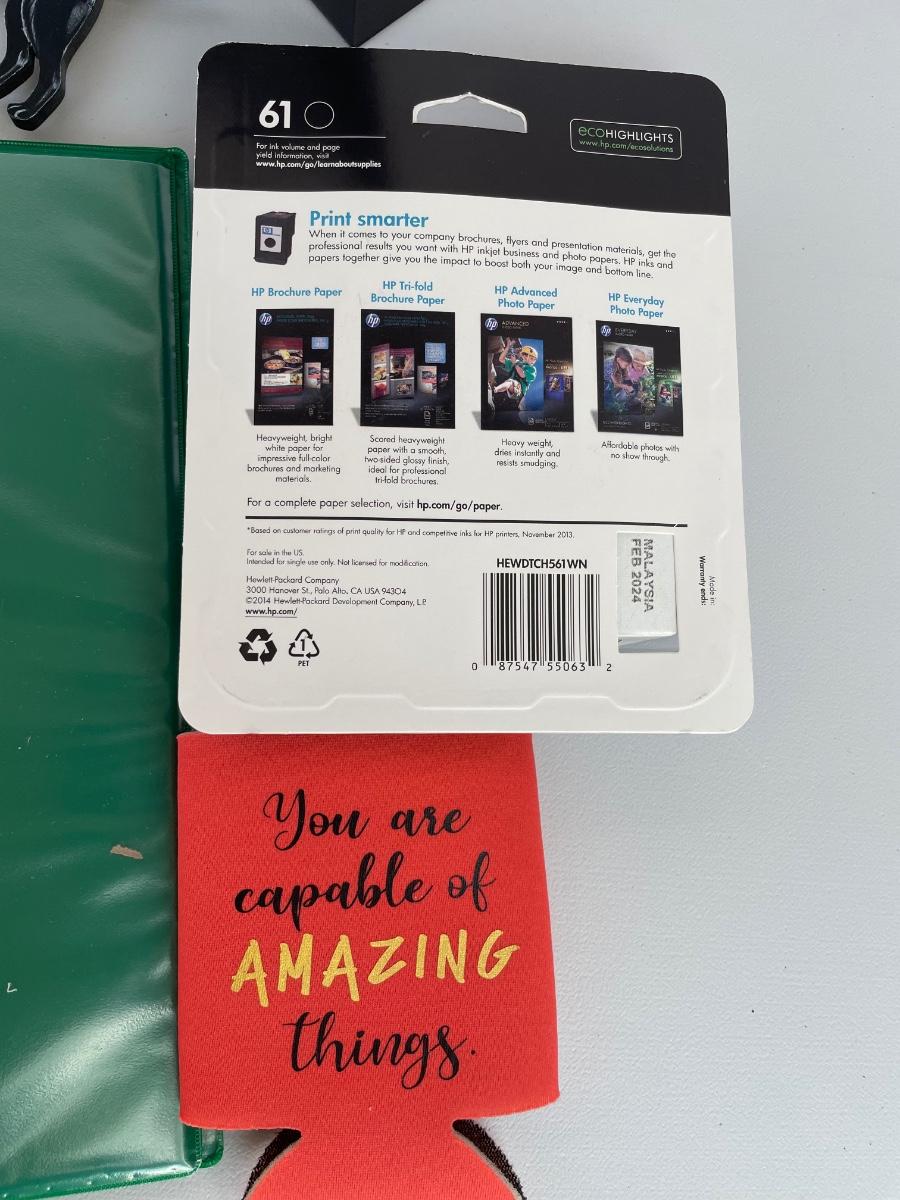 61
For ink volume and page
yield information, visit
www.hp.com/go/learnaboutsupplies
ecoHIGHLIGHTS
www.hp.com/ecosolutions
Print smarter
When it comes to your company brochures, flyers and presentation materials, get the
professional results you want with HP inkjet business and photo papers. HP inks and
papers together give you the impact to boost both your image and bottom line.
HP Brochure Paper
Heavyweight, bright
white paper for
impressive full-color
brochures and marketing
materials.
HP Tri-fold
Brochure Paper
Scored heavyweight
paper with a smooth,
two-sided glossy finish,
ideal for professional
tri-fold brochures.
HP Advanced
Photo Paper
hp
ADVANCED
Heavy weight,
dries instantly and
resists smudging.
HP Everyday
Photo Paper
hp
EVERYDAY
Affordable photos with
no show through.
For a complete paper selection, visit hp.com/go/paper.
*Based on customer ratings of print quality for HP and competitive inks for HP printers, November 2013.
For sale in the US.
Intended for single use only. Not licensed for modification.
Hewlett-Packard Company
3000 Hanover St., Palo Alto, CA USA 94304
©2014 Hewlett-Packard Development Company, L.P.
www.hp.com/
1
PET
HEWDTCH561WN
0 87547 55063 2
MALAYSIA
FEB 2024
Made in:
Warranty ends:
You are
capable of
AMAZING
things.